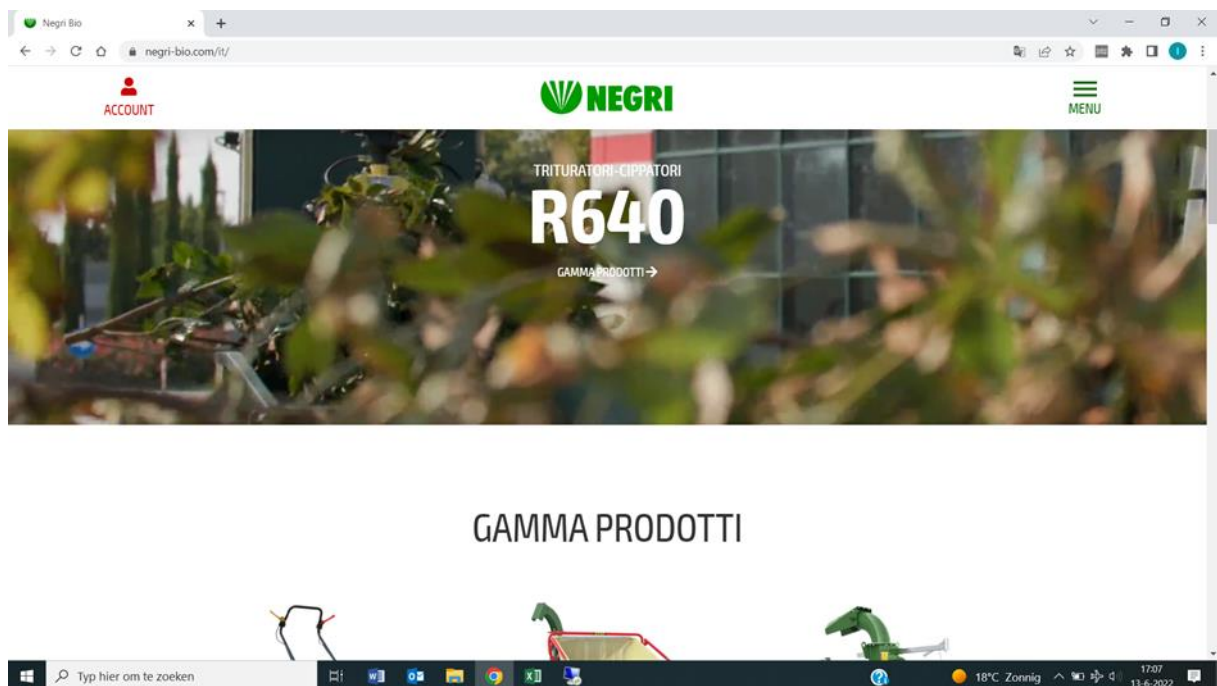 Negri Bio
negri-bio.com/it/
ACCOUNT
NEGRI
MENU
TRITURATORI-CIPPATORI
R640
GAMMA PRODOTTI
GAMMA PRODOTTI
Typ hier om te zoeken
18°C Zonnig
17:07
13-6-2022